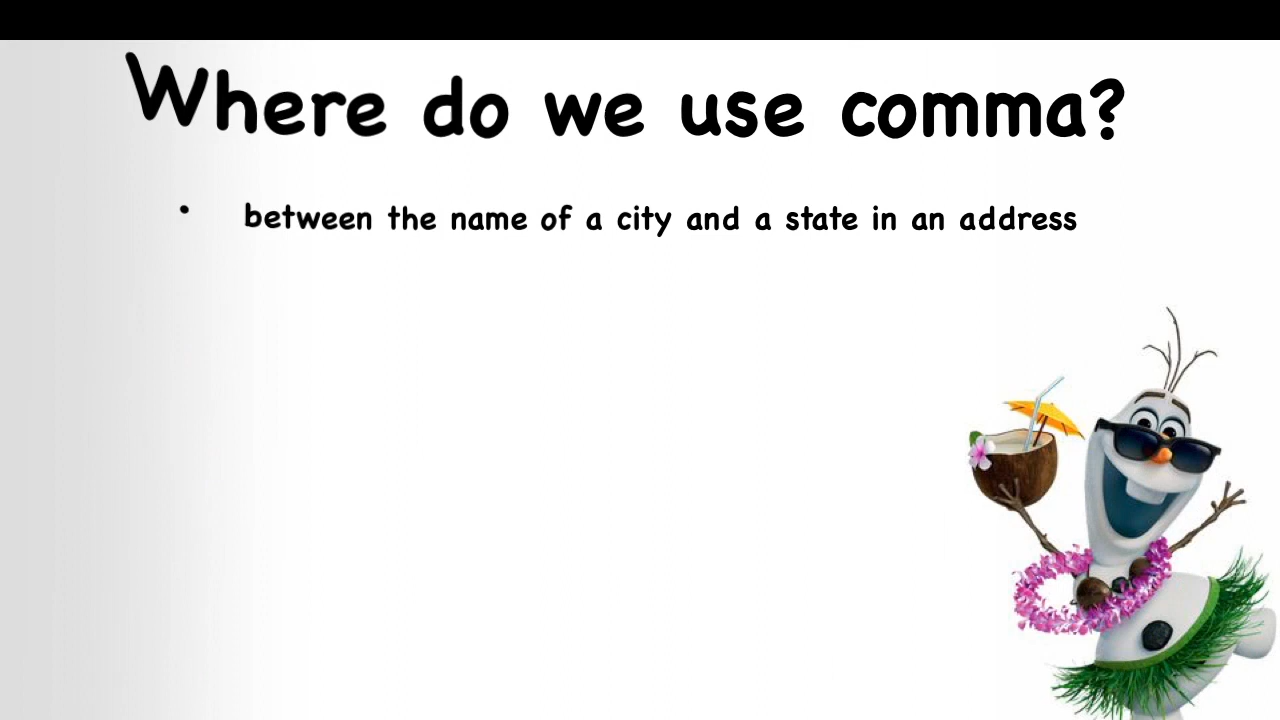 Where do we use comma?
• between the name of a city and a state in an address